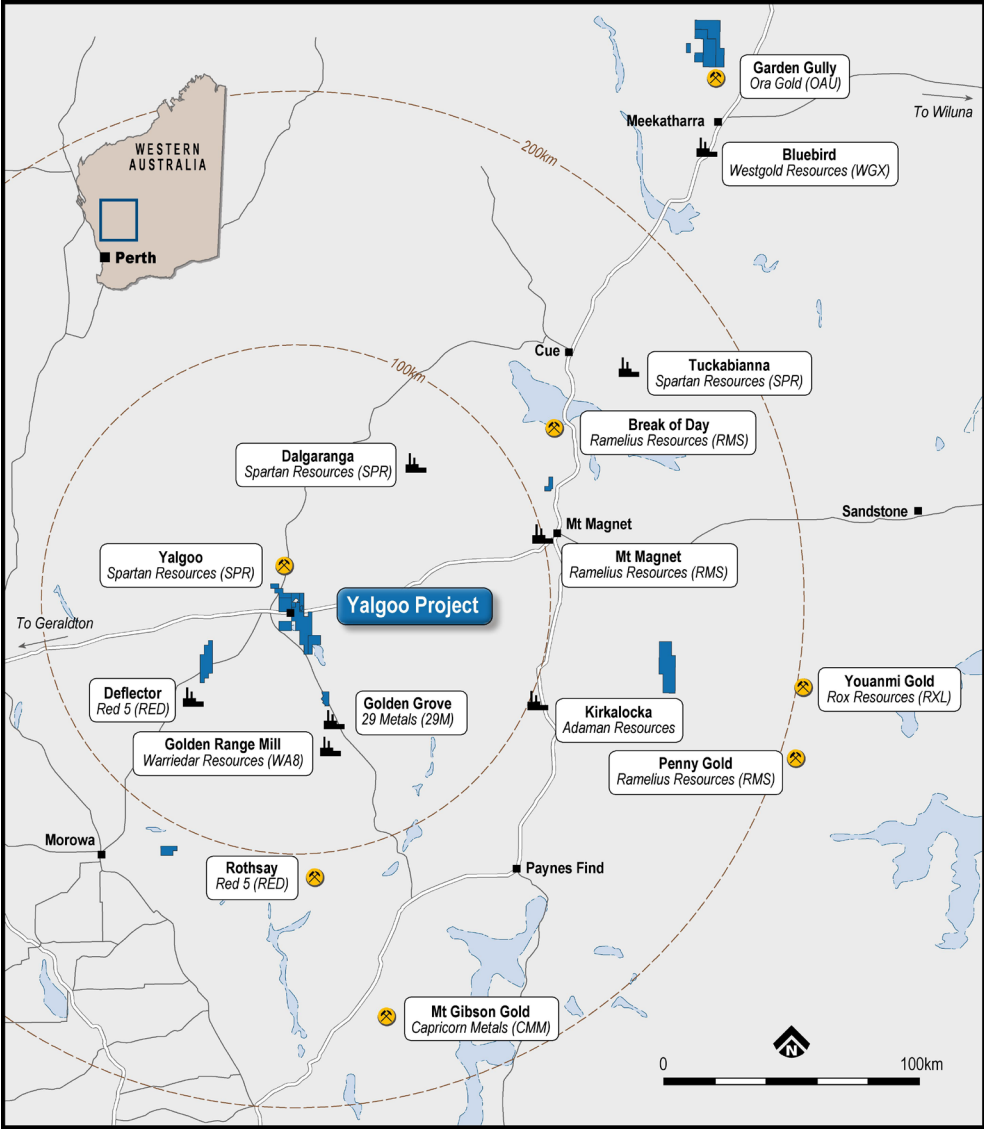 Garden Gully
Ora Gold (OAU)
To Wiluna
Meekatharra
WESTERN
AUSTRALIA
200km
Bluebird
Westgold Resources (WGX)
Perth
Cue
100km
Tuckabianna
Spartan Resources (SPR)
Break of Day
Ramelius Resources (RMS)
Dalgaranga
Spartan Resources (SPR)
Sandstone
Mt Magnet
Yalgoo
Spartan Resources (SPR)
Mt Magnet
Ramelius Resources (RMS)
Yalgoo Project
To Geraldton
Youanmi Gold
Rox Resources (RXL)
Deflector
Red 5 (RED)
Golden Grove
29 Metals (29M)
Kirkalocka
Adaman Resources
Golden Range Mill
Warriedar Resources (WA8)
Penny Gold
Ramelius Resources (RMS)
Morowa
Rothsay
Red 5 (RED)
Paynes Find
Mt Gibson Gold
Capricorn Metals (CMM)
N
0
100km